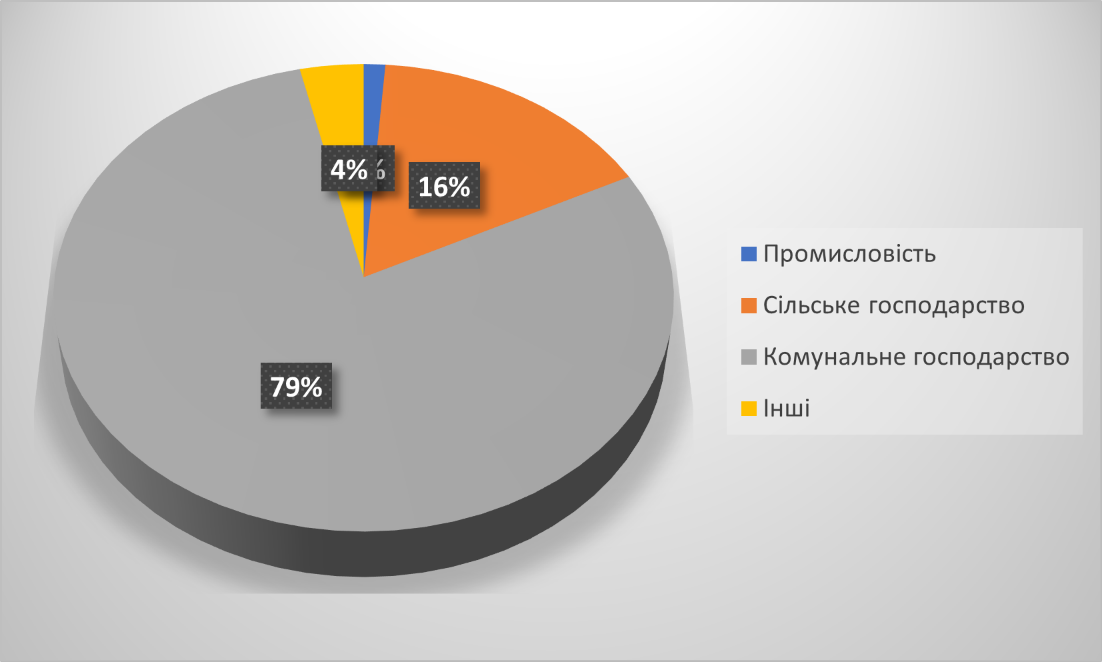 4%
16%
79%
Промисловість
Сільське господарство
Комунальне господарство
Інші